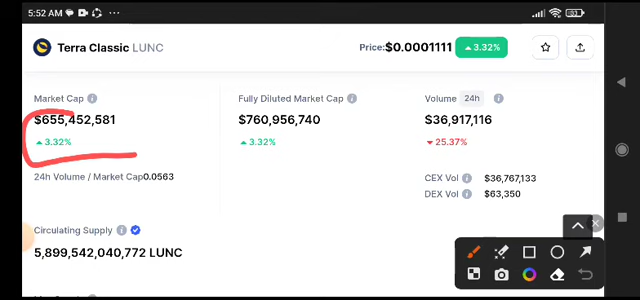 5:52 AM
Terra Classic LUNC Price:$0.0001111 3.32%
Market Cap Fully Diluted Market Cap Volume 24h
$655,452,581 $760,956,740 $36,917,116
3.32% 3.32% 25.37%
24h Volume / Market Cap0.0563 CEX Vol $36,767,133
DEX Vol $63,350
Circulating Supply
5,899,542,040,772 LUNC